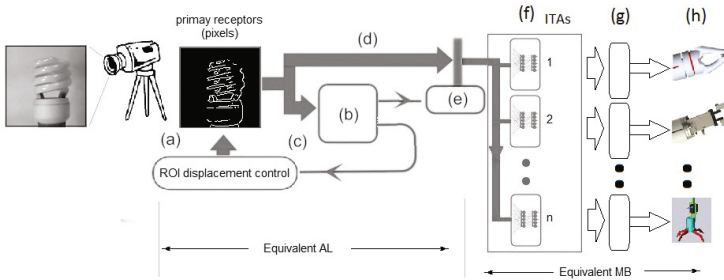 primay receptors
(pixels)
(d)
(f) ITAs
(g)
(h)
1
(a)
(c)
(b)
(e)
2
ROI displacement control
n
Equivalent AL
Equivalent MB